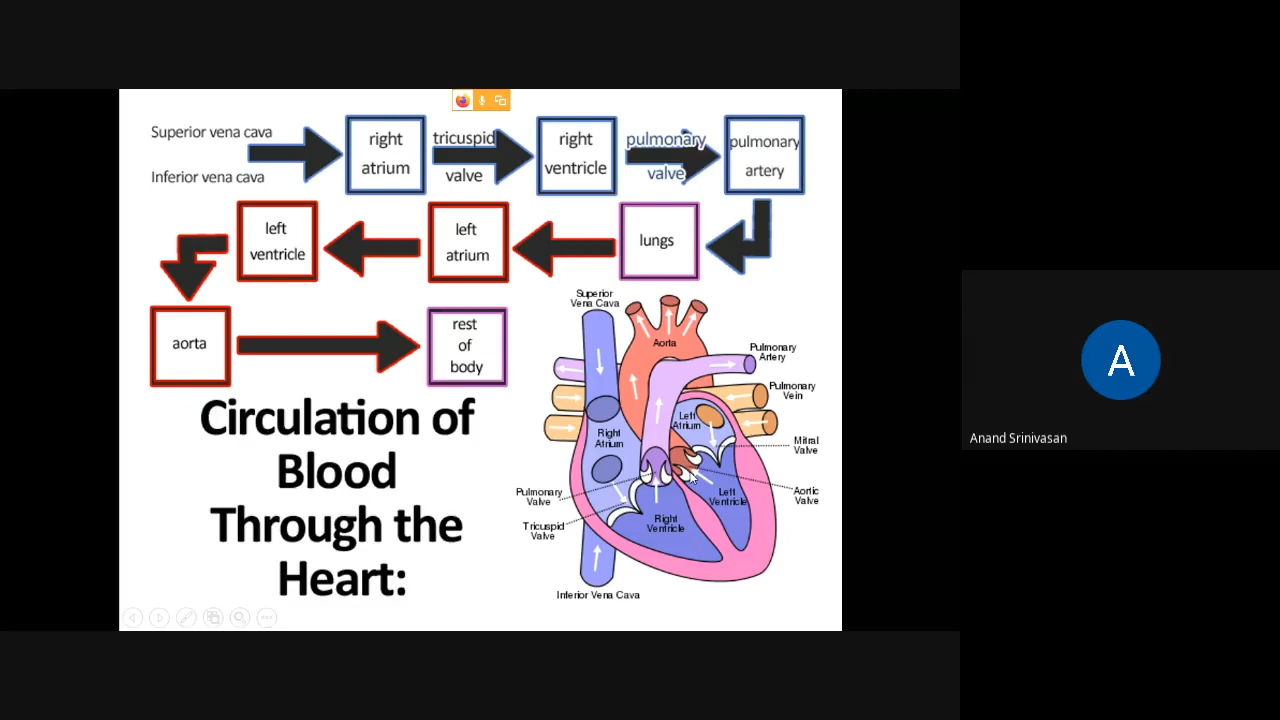 Superior vena cava
Inferior vena cava
right
atrium
tricuspid
valve
right
ventricle
pulmonary
valve
pulmonary
artery
left
ventricle
left
atrium
lungs
aorta
rest
of
body
Circulation of
Blood
Through the
Heart:
Superior
Vena Cava
Aorta
Pulmonary
Artery
Pulmonary
Vein
Left
Atrium
Right
Atrium
Mitral
Valve
Pulmonary
Valve
Left
Ventricle
Aortic
Valve
Tricuspid
Valve
Right
Ventricle
Inferior Vena Cava
A
Anand Srinivasan